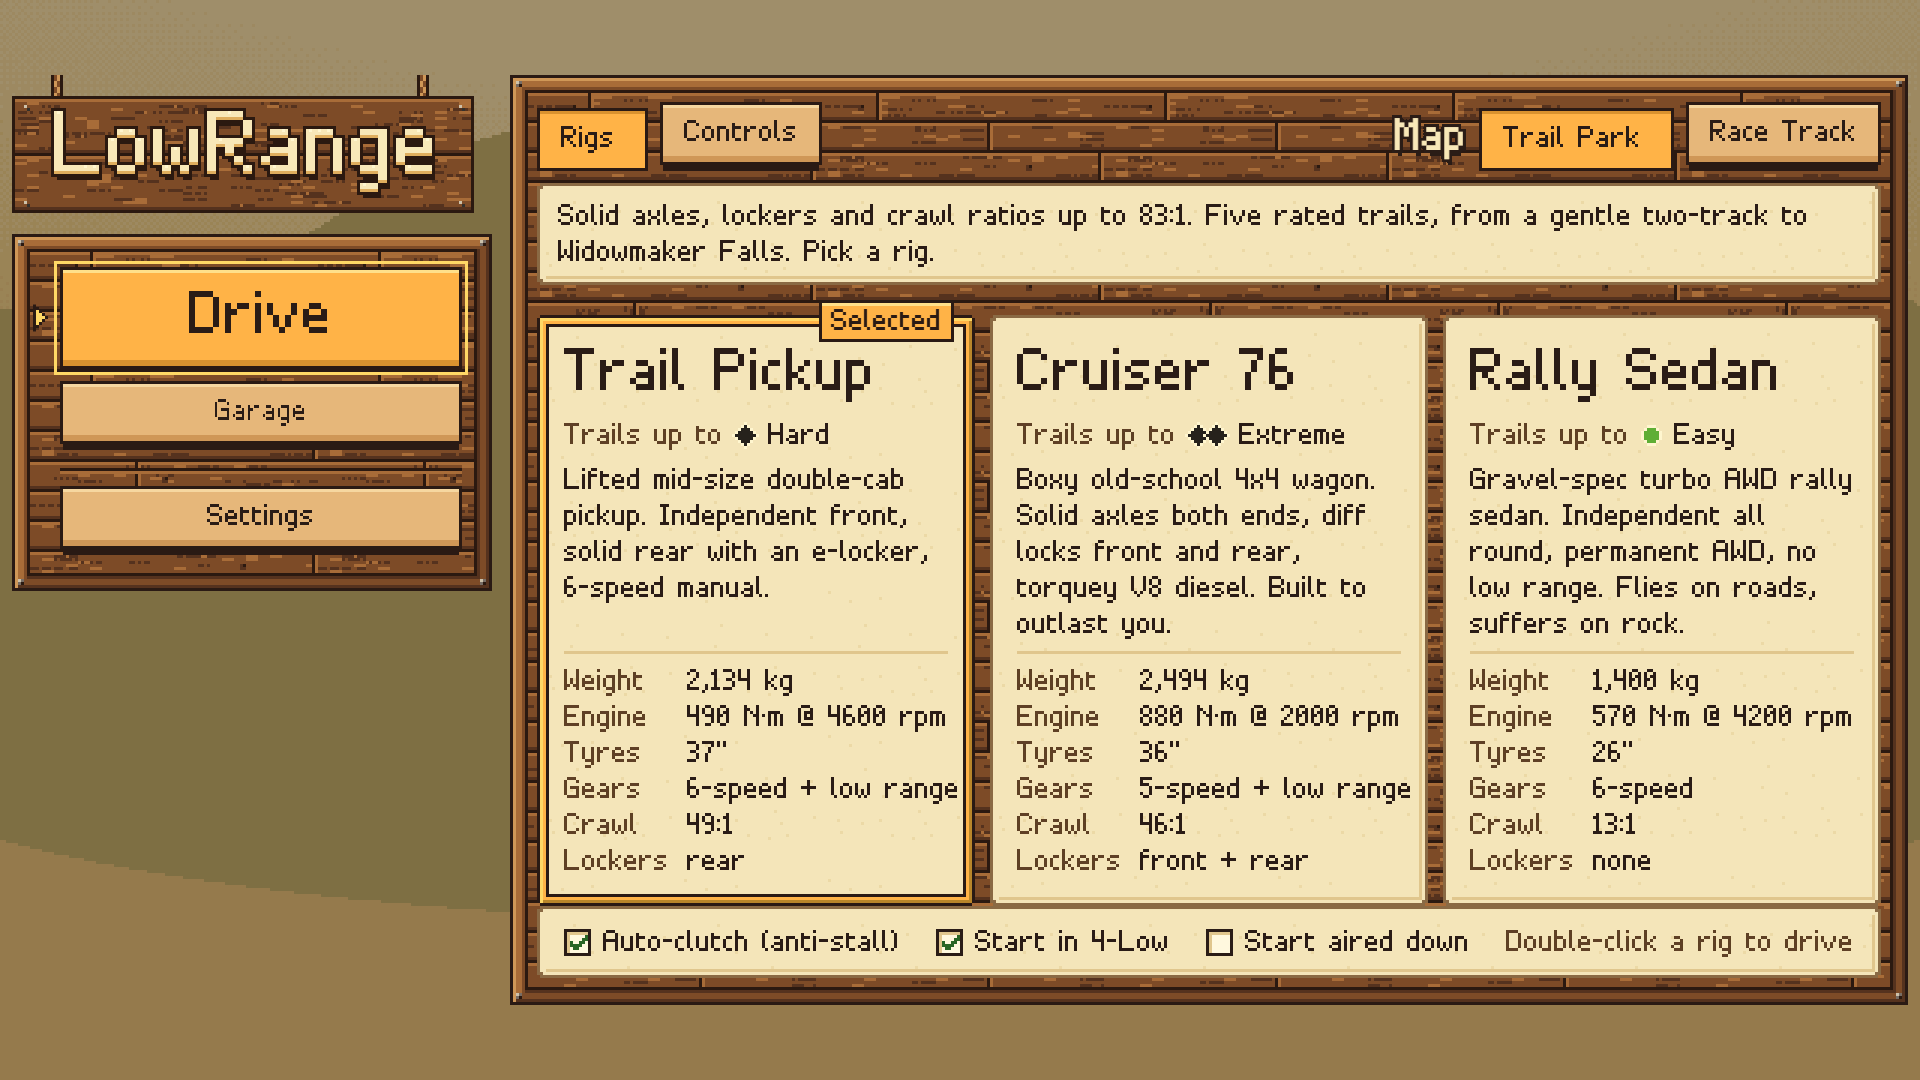 LowRange
Drive
Garage
Settings
Rigs
Controls
Map
Trail Park
Race Track
Solid axles, lockers and crawl ratios up to 83:1. Five rated trails, from a gentle two-track to
Widowmaker Falls. Pick a rig.
Selected
Trail Pickup
Trails up to Hard
Lifted mid-size double-cab
pickup. Independent front,
solid rear with an e-locker,
6-speed manual.
Weight 2,134 kg
Engine 490 N·m @ 4600 rpm
Tyres 37"
Gears 6-speed + low range
Crawl 49:1
Lockers rear
Cruiser 76
Trails up to Extreme
Boxy old-school 4x4 wagon.
Solid axles both ends, diff
locks front and rear,
torquey V8 diesel. Built to
outlast you.
Weight 2,494 kg
Engine 880 N·m @ 2000 rpm
Tyres 36"
Gears 5-speed + low range
Crawl 46:1
Lockers front + rear
Rally Sedan
Trails up to Easy
Gravel-spec turbo AWD rally
sedan. Independent all
round, permanent AWD, no
low range. Flies on roads,
suffers on rock.
Weight 1,400 kg
Engine 570 N·m @ 4200 rpm
Tyres 26"
Gears 6-speed
Crawl 13:1
Lockers none
Auto-clutch (anti-stall)
Start in 4-Low
Start aired down
Double-click a rig to drive